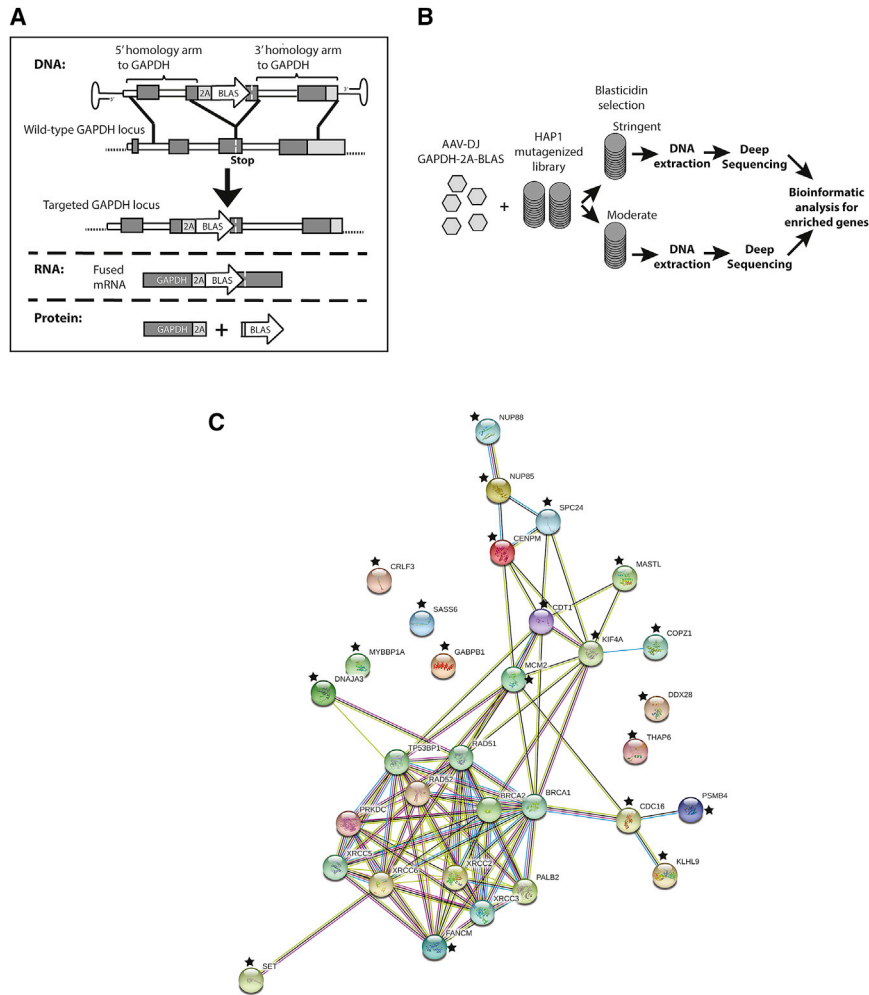 A
DNA:
5' homology arm
to GAPDH
3' homology arm
to GAPDH
5'
2A
BLAS
3'
Wild-type GAPDH locus
Stop
Targeted GAPDH locus
2A
BLAS
RNA:
Fused
mRNA
GAPDH
2A
BLAS
Protein:
GAPDH
2A
+
BLAS
B
AAV-DJ
GAPDH-2A-BLAS
+
HAP1
mutagenized
library
Blasticidin
selection
Stringent
DNA
extraction
Deep
Sequencing
Moderate
DNA
extraction
Deep
Sequencing
Bioinformatic
analysis for
enriched genes
C
NUP88
NUP85
SPC24
CENPM
CRLF3
MASTL
SASS6
CDT1
KIF4A
COPZ1
MYBBP1A
GABPB1
MCM2
DNAJA3
DDX28
THAP6
TP53BP1
RAD51
RAD52
BRCA2
BRCA1
PRKDC
CDC16
PSMB4
XRCC5
XRCC6
XRCC2
PALB2
KLHL9
XRCC3
FANCM
SET